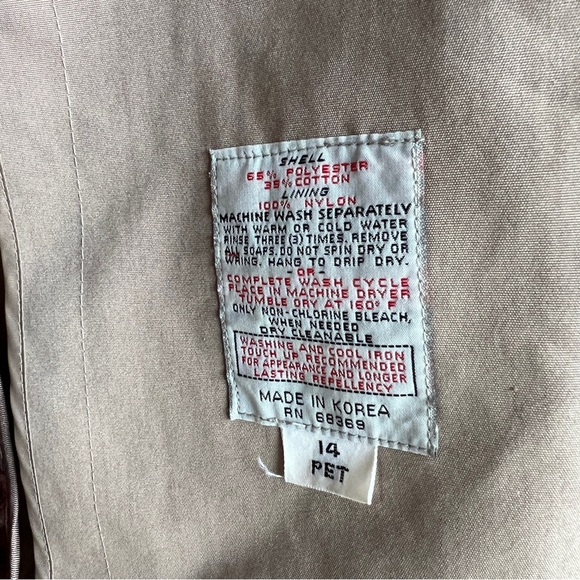 SHELL
65% POLYESTER
35% COTTON
LINING
100% NYLON
MACHINE WASH SEPARATELY
WITH WARM OR COLD WATER
RINSE THREE (3) TIMES. REMOVE
ALL SOAPS. DO NOT SPIN DRY OR
WRING. HANG TO DRIP DRY.
-OR-
COMPLETE WASH CYCLE
PLACE IN MACHINE DRYER
TUMBLE DRY AT 160° F
ONLY NON-CHLORINE BLEACH,
WHEN NEEDED
DRY CLEANABLE
WASHING AND COOL IRON
TOUCH UP RECOMMENDED
FOR APPEARANCE AND LONGER
LASTING REPELLENCY
MADE IN KOREA
RN 68369
14
PET